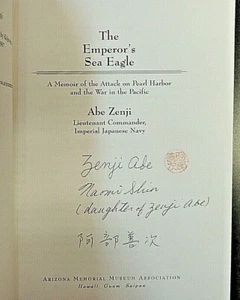 The
Emperor's
Sea Eagle
A Memoir of the Attack on Pearl Harbor
and the War in the Pacific
Abe Zenji
Lieutenant Commander,
Imperial Japanese Navy
Zenji Abe
Naomi Shin
(daughter of Zenji Abe)
阿部善次
Arizona Memorial Museum Association
Hawaii Guam Saipan